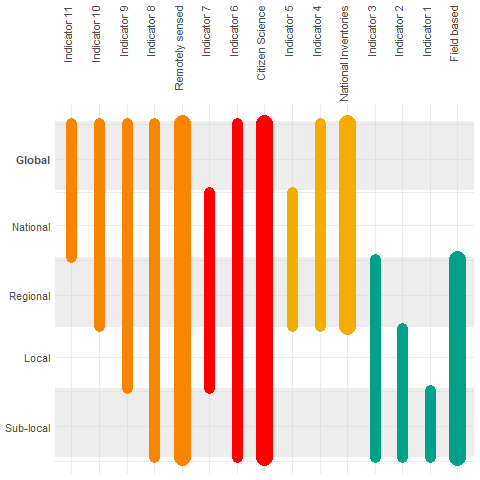 Indicator 11
Indicator 10
Indicator 9
Indicator 8
Remotely sensed
Indicator 7
Indicator 6
Citizen Science
Indicator 5
Indicator 4
National Inventories
Indicator 3
Indicator 2
Indicator 1
Field based
Global
National
Regional
Local
Sub-local